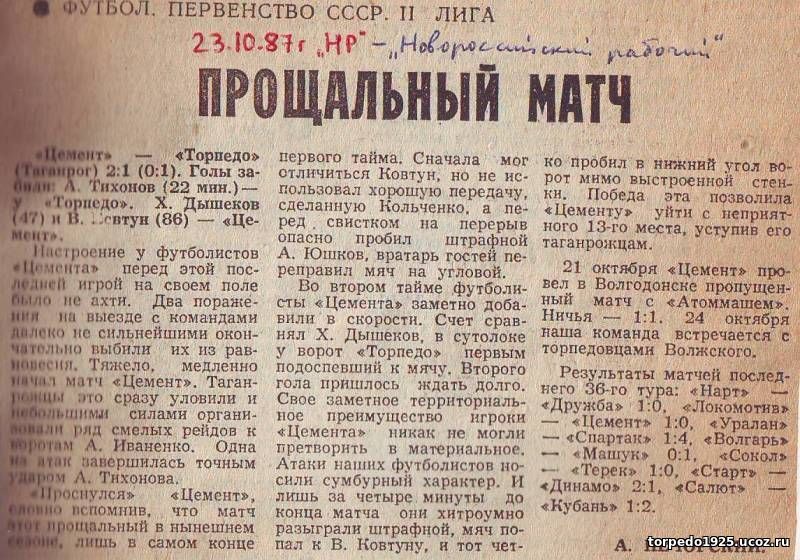 ● ФУТБОЛ. ПЕРВЕНСТВО СССР. II ЛИГА
23.10.87г „НР" – „Новороссийский рабочий"
ПРОЩАЛЬНЫЙ МАТЧ
«Цемент» — «Торпедо»
(Таганрог) 2:1 (0:1). Голы за-
били: А. Тихонов (22 мин.)—
у «Торпедо». Х. Дышеков
(47) и В. Ковтун (86) — «Це-
мент».
Настроение у футболистов
«Цемента» перед этой пос-
ледней игрой на своем поле
было не ахти. Два пораже-
ния на выезде с командами
далеко не сильнейшими окон-
чательно выбили их из рав-
новесия. Тяжело, медленно
начал матч «Цемент». Таган-
рожцы это сразу уловили и
небольшими силами органи-
зовали ряд смелых рейдов к
воротам А. Иваненко. Одна
из атак завершилась точным
ударом А. Тихонова.
«Проснулся» «Цемент»,
словно вспомнив, что матч
этот прощальный в нынешнем
сезоне, лишь в самом конце
первого тайма. Сначала мог
отличиться Ковтун, но не ис-
пользовал хорошую передачу,
сделанную Кольченко, а пе-
ред свистком на перерыв
опасно пробил штрафной
А. Юшков, вратарь гостей пе-
реправил мяч на угловой.
Во втором тайме футболи-
сты «Цемента» заметно доба-
вили в скорости. Счет срав-
нял Х. Дышеков, в сутолоке
у ворот «Торпедо» первым
подоспевший к мячу. Второго
гола пришлось ждать долго.
Свое заметное территориаль-
ное преимущество игроки
«Цемента» никак не могли
претворить в материальное.
Атаки наших футболистов но-
сили сумбурный характер. И
лишь за четыре минуты до
конца матча они хитроумно
разыграли штрафной, мяч по-
пал к В. Ковтуну, и тот чет-
ко пробил в нижний угол во-
рот мимо выстроенной стен-
ки. Победа эта позволила
«Цементу» уйти с неприят-
ного 13-го места, уступив его
таганрожцам.
21 октября «Цемент» про-
вел в Волгодонске пропущен-
ный матч с «Атоммашем».
Ничья — 1:1. 24 октября
наша команда встречается с
торпедовцами Волжского.
Результаты матчей послед-
него 36-го тура: «Нарт» —
«Дружба» 1:0, «Локомотив»
— «Цемент» 1:0, «Уралан»
— «Спартак» 1:4, «Волгарь»
— «Машук» 0:1, «Сокол»
— «Терек» 1:0, «Старт» —
«Динамо» 2:1, «Салют» —
«Кубань» 1:2.
А.
torpedo1925.ucoz.ru